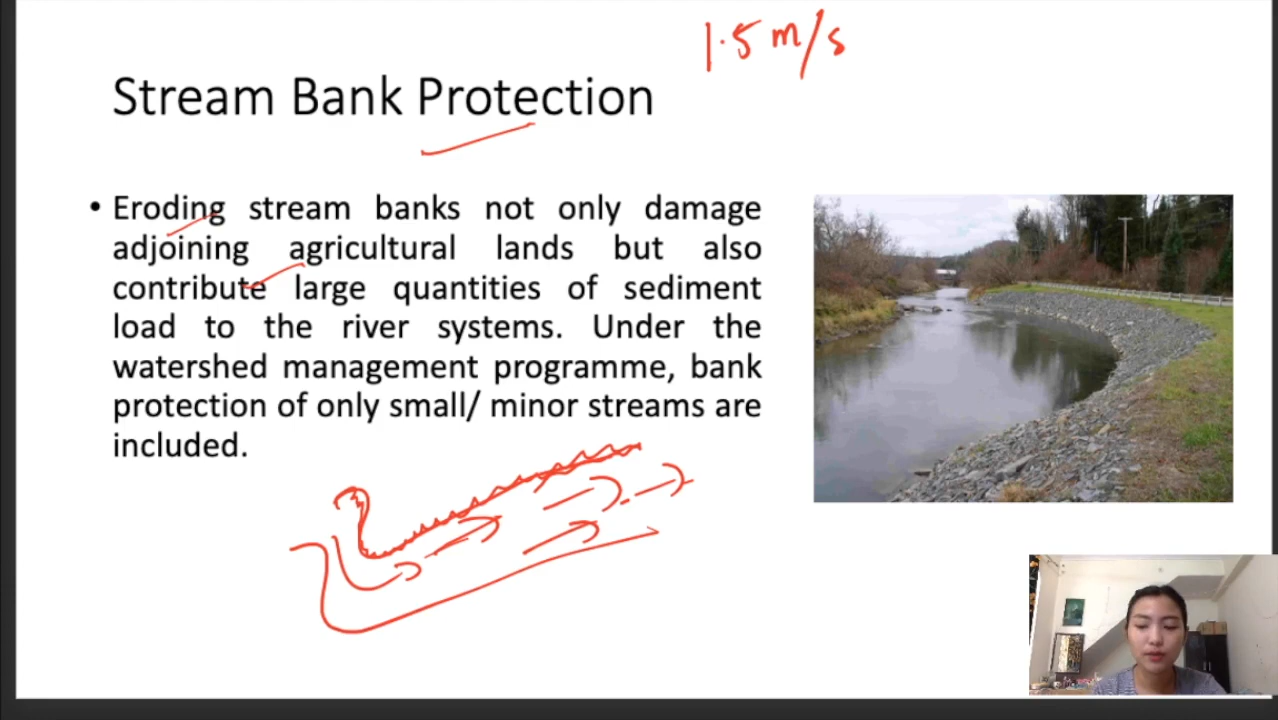 1.5 m/s
Stream Bank Protection
• Eroding stream banks not only damage
adjoining agricultural lands but also
contribute large quantities of sediment
load to the river systems. Under the
watershed management programme, bank
protection of only small/ minor streams are
included.